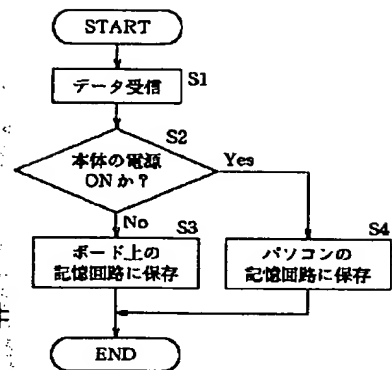 START
データ受信
S1
S2
本体の電源
ONか？
Yes
No
S3
ボード上の
記憶回路に保存
S4
パソコンの
記憶回路に保存
END